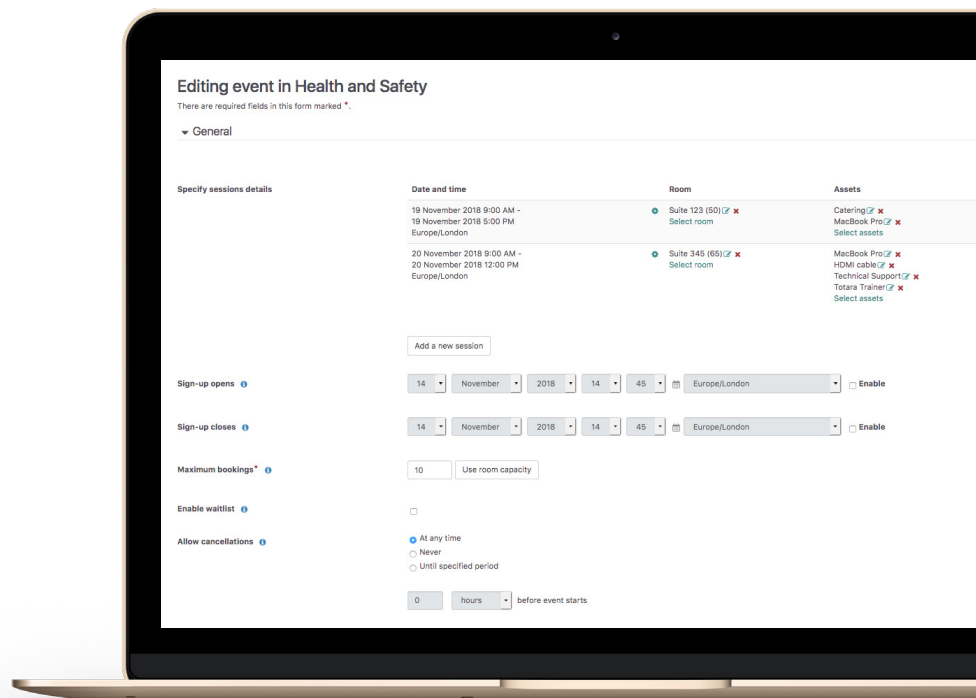 Editing event in Health and Safety
There are required fields in this form marked *.
General
Specify sessions details
Date and time
Room
Assets
19 November 2018 9:00 AM -
19 November 2018 5:00 PM
Europe/London
Suite 123 (50)
Select room
Catering
MacBook Pro
Select assets
20 November 2018 9:00 AM -
20 November 2018 12:00 PM
Europe/London
Suite 345 (65)
Select room
MacBook Pro
HDMI cable
Technical Support
Totara Trainer
Select assets
Add a new session
Sign-up opens 14 November 2018 14 45 Europe/London Enable
Sign-up closes 14 November 2018 14 45 Europe/London Enable
Maximum bookings* 10 Use room capacity
Enable waitlist
Allow cancellations
At any time
Never
Until specified period
0 hours before event starts